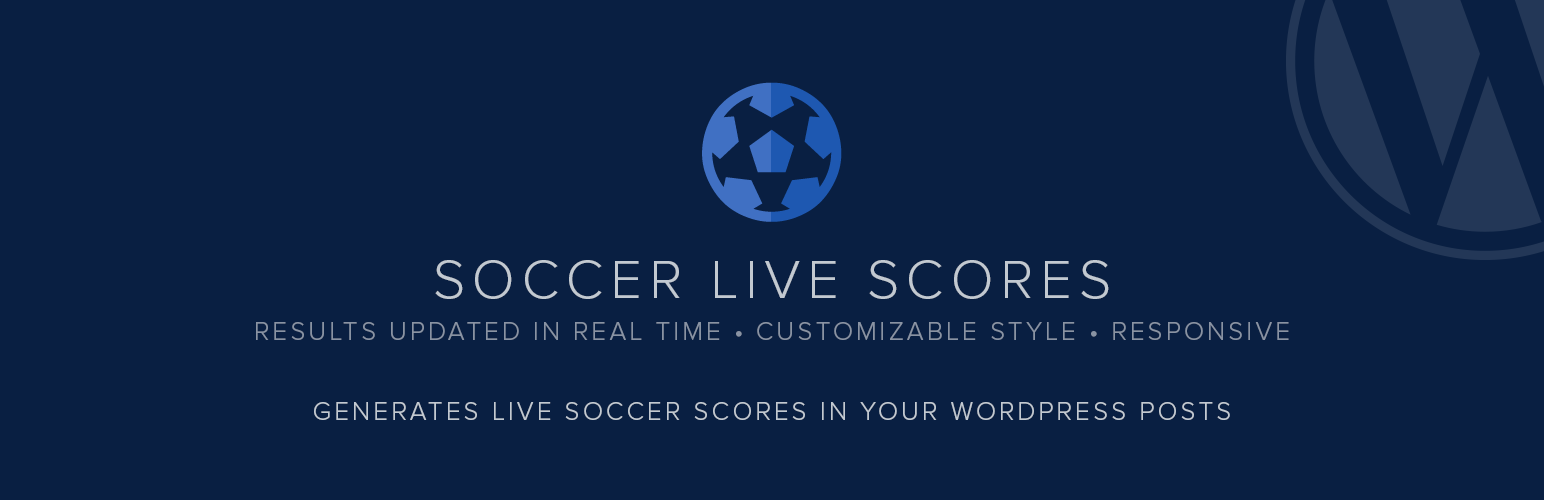 SOCCER LIVE SCORES
RESULTS UPDATED IN REAL TIME • CUSTOMIZABLE STYLE • RESPONSIVE
GENERATES LIVE SOCCER SCORES IN YOUR WORDPRESS POSTS